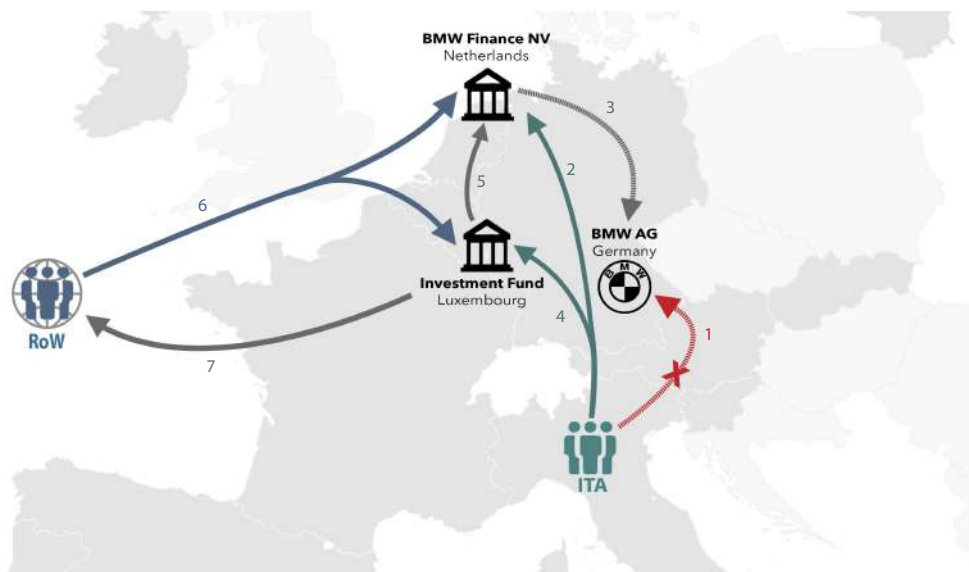 BMW Finance NV
Netherlands
3
2
5
6
BMW AG
Germany
BMW
Investment Fund
Luxembourg
4
1
RoW
7
ITA